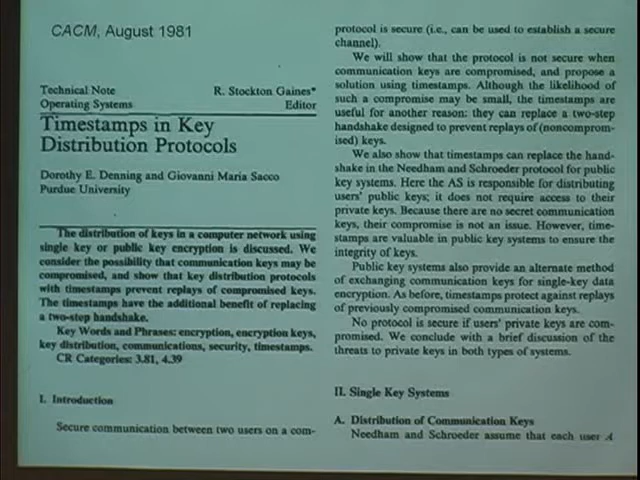 CACM, August 1981
Technical Note
Operating Systems
R. Stockton Gaines*
Editor
Timestamps in Key
Distribution Protocols
Dorothy E. Denning and Giovanni Maria Sacco
Purdue University
The distribution of keys in a computer network using
single key or public key encryption is discussed. We
consider the possibility that communication keys may be
compromised, and show that key distribution protocols
with timestamps prevent replays of compromised keys.
The timestamps have the additional benefit of replacing
a two-step handshake.
Key Words and Phrases: encryption, encryption keys,
key distribution, communications, security, timestamps.
CR Categories: 3.81, 4.39
I. Introduction
Secure communication between two users on a com-
protocol is secure (i.e., can be used to establish a secure
channel).
We will show that the protocol is not secure when
communication keys are compromised, and propose a
solution using timestamps. Although the likelihood of
such a compromise may be small, the timestamps are
useful for another reason: they can replace a two-step
handshake designed to prevent replays of (noncomprom-
ised) keys.
We also show that timestamps can replace the hand-
shake in the Needham and Schroeder protocol for public
key systems. Here the AS is responsible for distributing
users' public keys; it does not require access to their
private keys. Because there are no secret communication
keys, their compromise is not an issue. However, time-
stamps are valuable in public key systems to ensure the
integrity of keys.
Public key systems also provide an alternate method
of exchanging communication keys for single-key data
encryption. As before, timestamps protect against replays
of previously compromised communication keys.
No protocol is secure if users' private keys are com-
promised. We conclude with a brief discussion of the
threats to private keys in both types of systems.
II. Single Key Systems
A. Distribution of Communication Keys
Needham and Schroeder assume that each user A